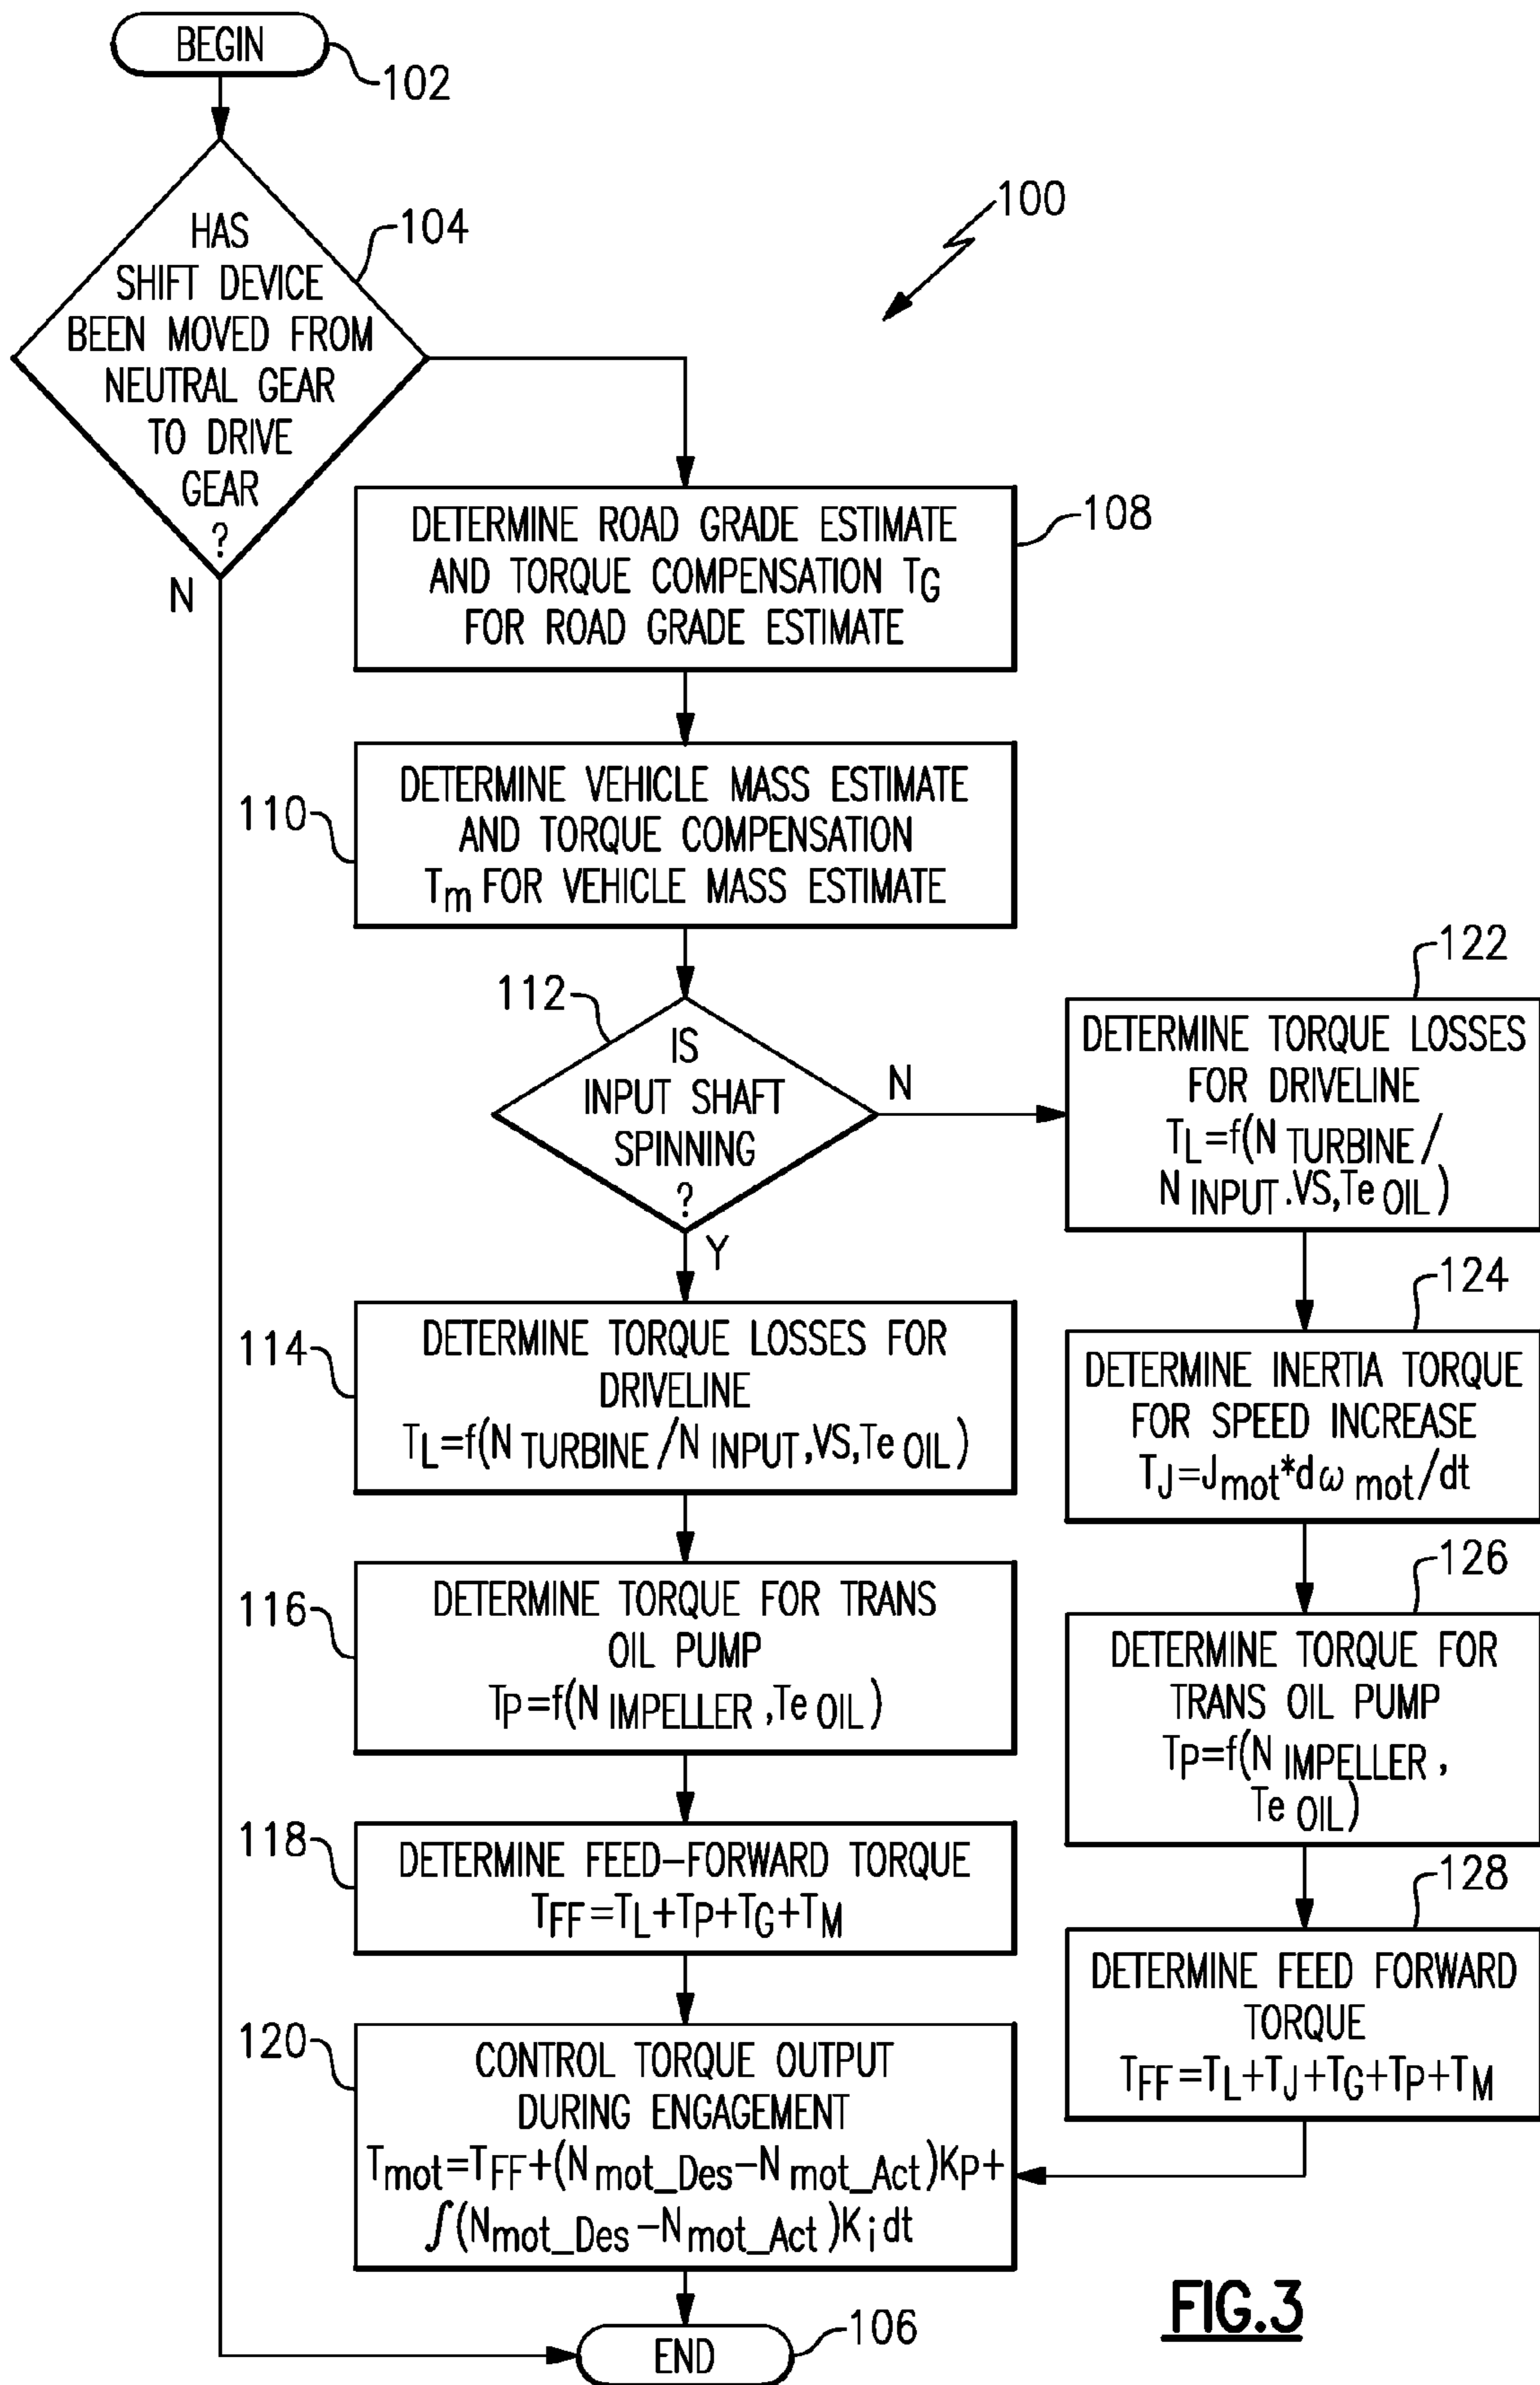 BEGIN
102
100
HAS
SHIFT DEVICE
BEEN MOVED FROM
NEUTRAL GEAR
TO DRIVE
GEAR
?
104
N
DETERMINE ROAD GRADE ESTIMATE
AND TORQUE COMPENSATION TG
FOR ROAD GRADE ESTIMATE
108
110
DETERMINE VEHICLE MASS ESTIMATE
AND TORQUE COMPENSATION
Tm FOR VEHICLE MASS ESTIMATE
112
IS
INPUT SHAFT
SPINNING
?
N
Y
114
DETERMINE TORQUE LOSSES FOR
DRIVELINE
TL=f(N TURBINE/N INPUT,VS,Te OIL)
116
DETERMINE TORQUE FOR TRANS
OIL PUMP
TP=f(N IMPELLER,Te OIL)
118
DETERMINE FEED-FORWARD TORQUE
TFF=TL+TP+TG+TM
120
CONTROL TORQUE OUTPUT
DURING ENGAGEMENT
Tmot=TFF+(Nmot_Des-Nmot_Act)KP+
∫(Nmot_Des-Nmot_Act)Ki dt
122
DETERMINE TORQUE LOSSES
FOR DRIVELINE
TL=f(N TURBINE/
N INPUT.VS,Te OIL)
124
DETERMINE INERTIA TORQUE
FOR SPEED INCREASE
TJ=Jmot*dω mot/dt
126
DETERMINE TORQUE FOR
TRANS OIL PUMP
TP=f(N IMPELLER,
Te OIL)
128
DETERMINE FEED FORWARD
TORQUE
TFF=TL+TJ+TG+TP+TM
END
106
FIG.3